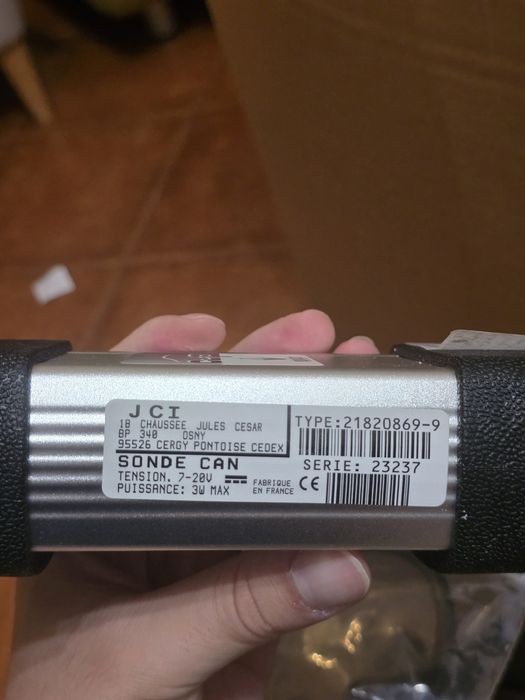 JCI
18 CHAUSSEE JULES CESAR
BP 340 OSNY
95526 CERGY PONTOISE CEDEX
SONDE CAN
TENSION. 7-20V
PUISSANCE: 3W MAX
FABRIQUE
EN FRANCE
CE
TYPE:21820869-9
SERIE: 23237